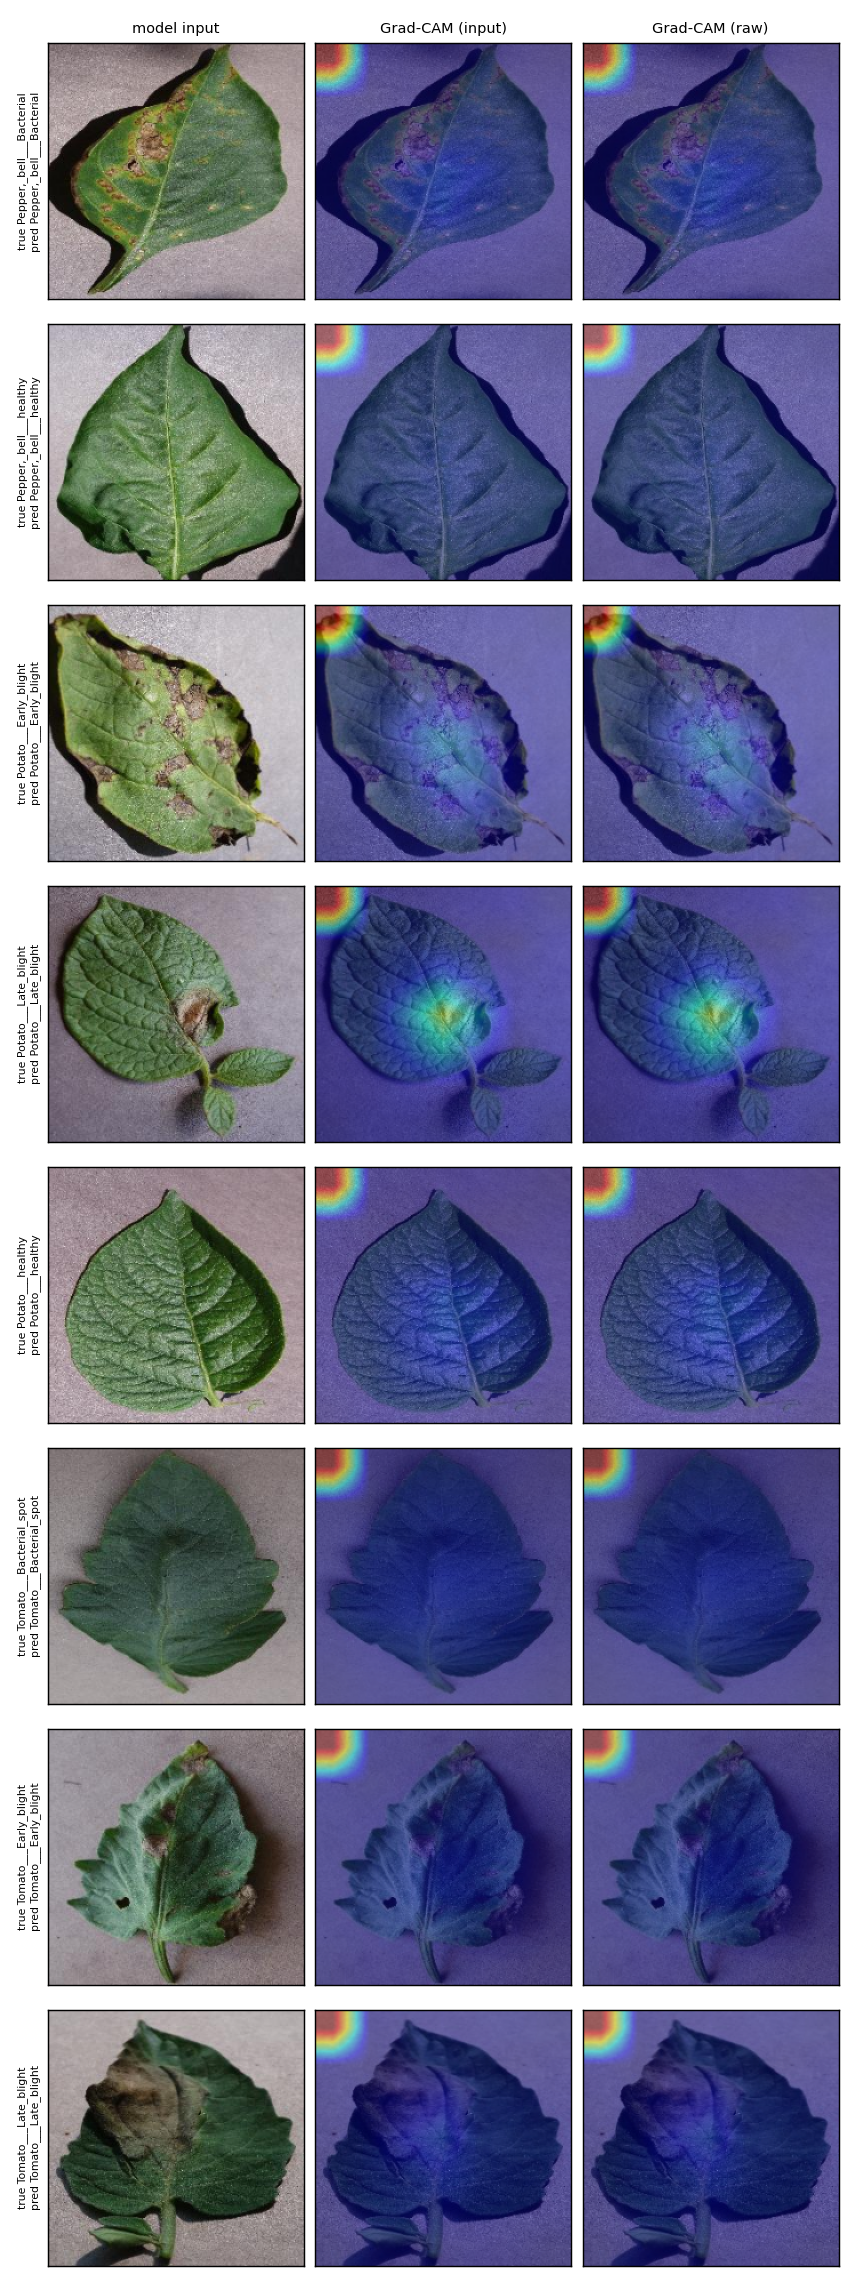 model input Grad-CAM (input) Grad-CAM (raw)
true Pepper,_bell___Bacterial
pred Pepper,_bell___Bacterial
true Pepper,_bell___healthy
pred Pepper,_bell___healthy
true Potato___Early_blight
pred Potato___Early_blight
true Potato___Late_blight
pred Potato___Late_blight
true Potato___healthy
pred Potato___healthy
true Tomato___Bacterial_spot
pred Tomato___Bacterial_spot
true Tomato___Early_blight
pred Tomato___Early_blight
true Tomato___Late_blight
pred Tomato___Late_blight